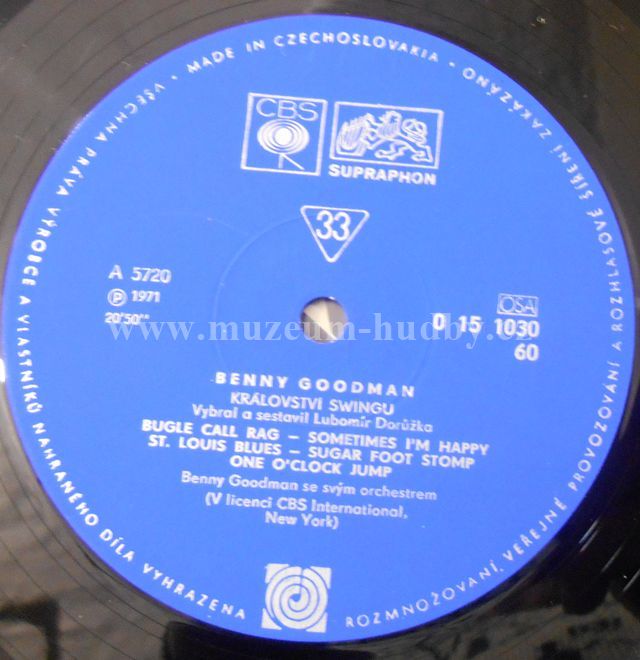 • MADE IN CZECHOSLOVAKIA • ZAKÁZÁNO •
CBS
SUPRAPHON
33
A 5720
℗ 1971
20'50"
OSA
0 15 1030
60
www.muzeum-hudby.cz
BENNY GOODMAN
KRÁLOVSTVÍ SWINGU
Vybral a sestavil Lubomír Dorůžka
BUGLE CALL RAG – SOMETIMES I'M HAPPY
ST. LOUIS BLUES – SUGAR FOOT STOMP
ONE O'CLOCK JUMP
Benny Goodman se svým orchestrem
(V licenci CBS International,
New York)
VŠECHNA PRÁVA VÝROBCE A VLASTNÍKŮ NAHRANÉHO DÍLA VYHRAZENA
ROZMNOŽOVÁNÍ, VEŘEJNÉ PROVOZOVÁNÍ A ROZHLASOVÉ ŠÍŘENÍ